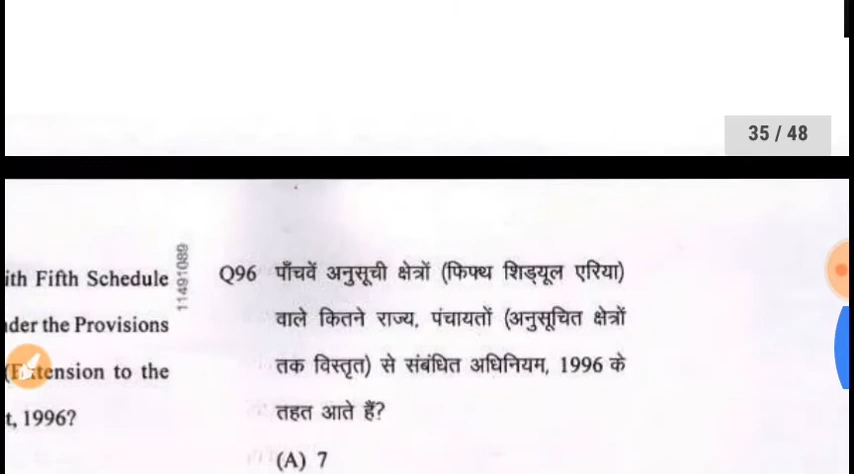 35 / 48
ith Fifth Schedule
der the Provisions
tension to the
t, 1996?
11491089
Q96 पाँचवें अनुसूची क्षेत्रों (फिफ्थ शिड्यूल एरिया)
वाले कितने राज्य, पंचायतों (अनुसूचित क्षेत्रों
तक विस्तृत) से संबंधित अधिनियम, 1996 के
तहत आते हैं?
(A) 7